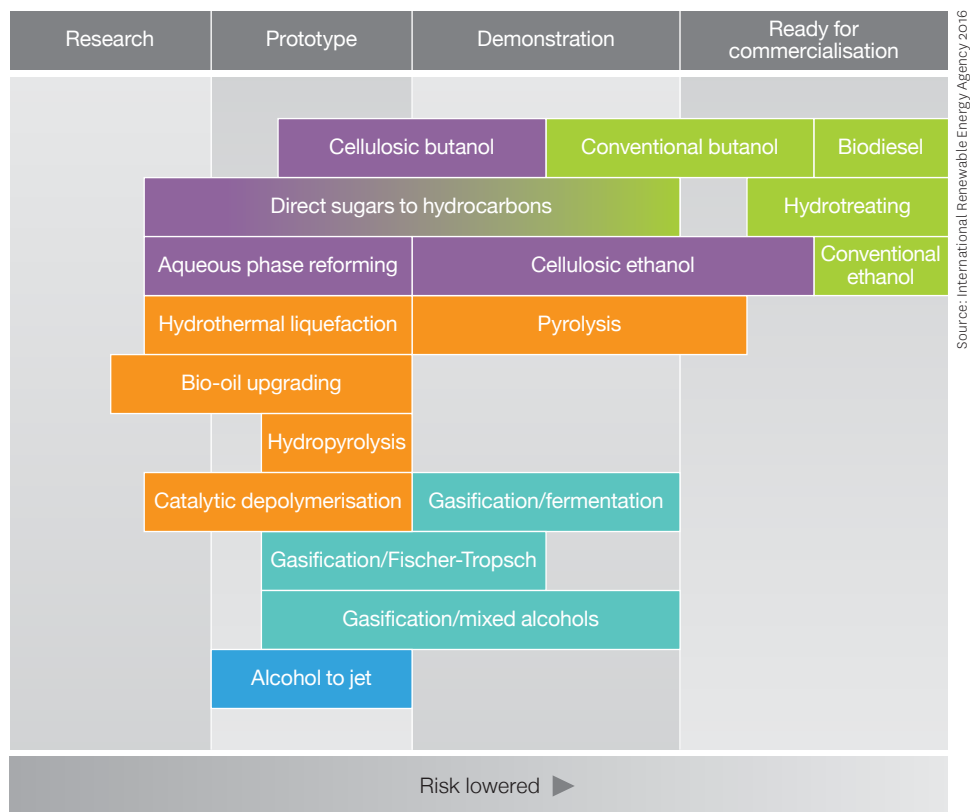 Research
Prototype
Demonstration
Ready for
commercialisation
Cellulosic butanol
Conventional butanol
Biodiesel
Direct sugars to hydrocarbons
Hydrotreating
Aqueous phase reforming
Cellulosic ethanol
Conventional
ethanol
Hydrothermal liquefaction
Pyrolysis
Bio-oil upgrading
Hydropyrolysis
Catalytic depolymerisation
Gasification/fermentation
Gasification/Fischer-Tropsch
Gasification/mixed alcohols
Alcohol to jet
Risk lowered
Source: International Renewable Energy Agency 2016